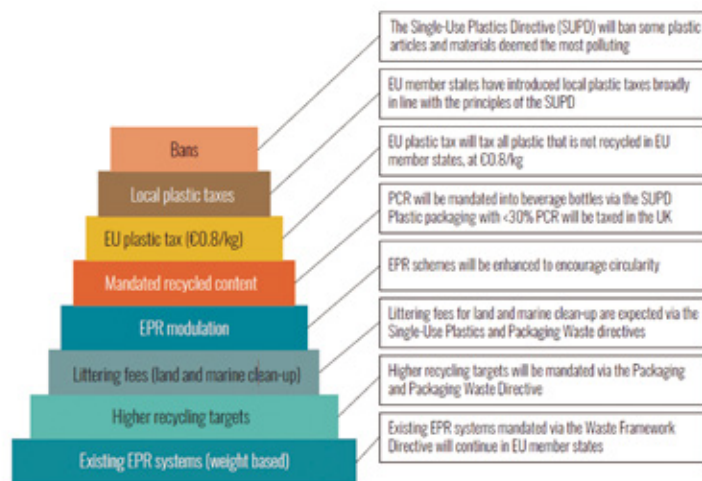 The Single-Use Plastics Directive (SUPD) will ban some plastic
articles and materials deemed the most polluting
EU member states have introduced local plastic taxes broadly
in line with the principles of the SUPD
EU plastic tax will tax all plastic that is not recycled in EU
member states, at €0.8/kg
PCR will be mandated into beverage bottles via the SUPD
Plastic packaging with <30% PCR will be taxed in the UK
EPR schemes will be enhanced to encourage circularity
Littering fees for land and marine clean-up are expected via the
Single-Use Plastics and Packaging Waste directives
Higher recycling targets will be mandated via the Packaging
and Packaging Waste Directive
Existing EPR systems mandated via the Waste Framework
Directive will continue in EU member states
Bans
Local plastic taxes
EU plastic tax (€0.8/kg)
Mandated recycled content
EPR modulation
Littering fees (land and marine clean-up)
Higher recycling targets
Existing EPR systems (weight based)